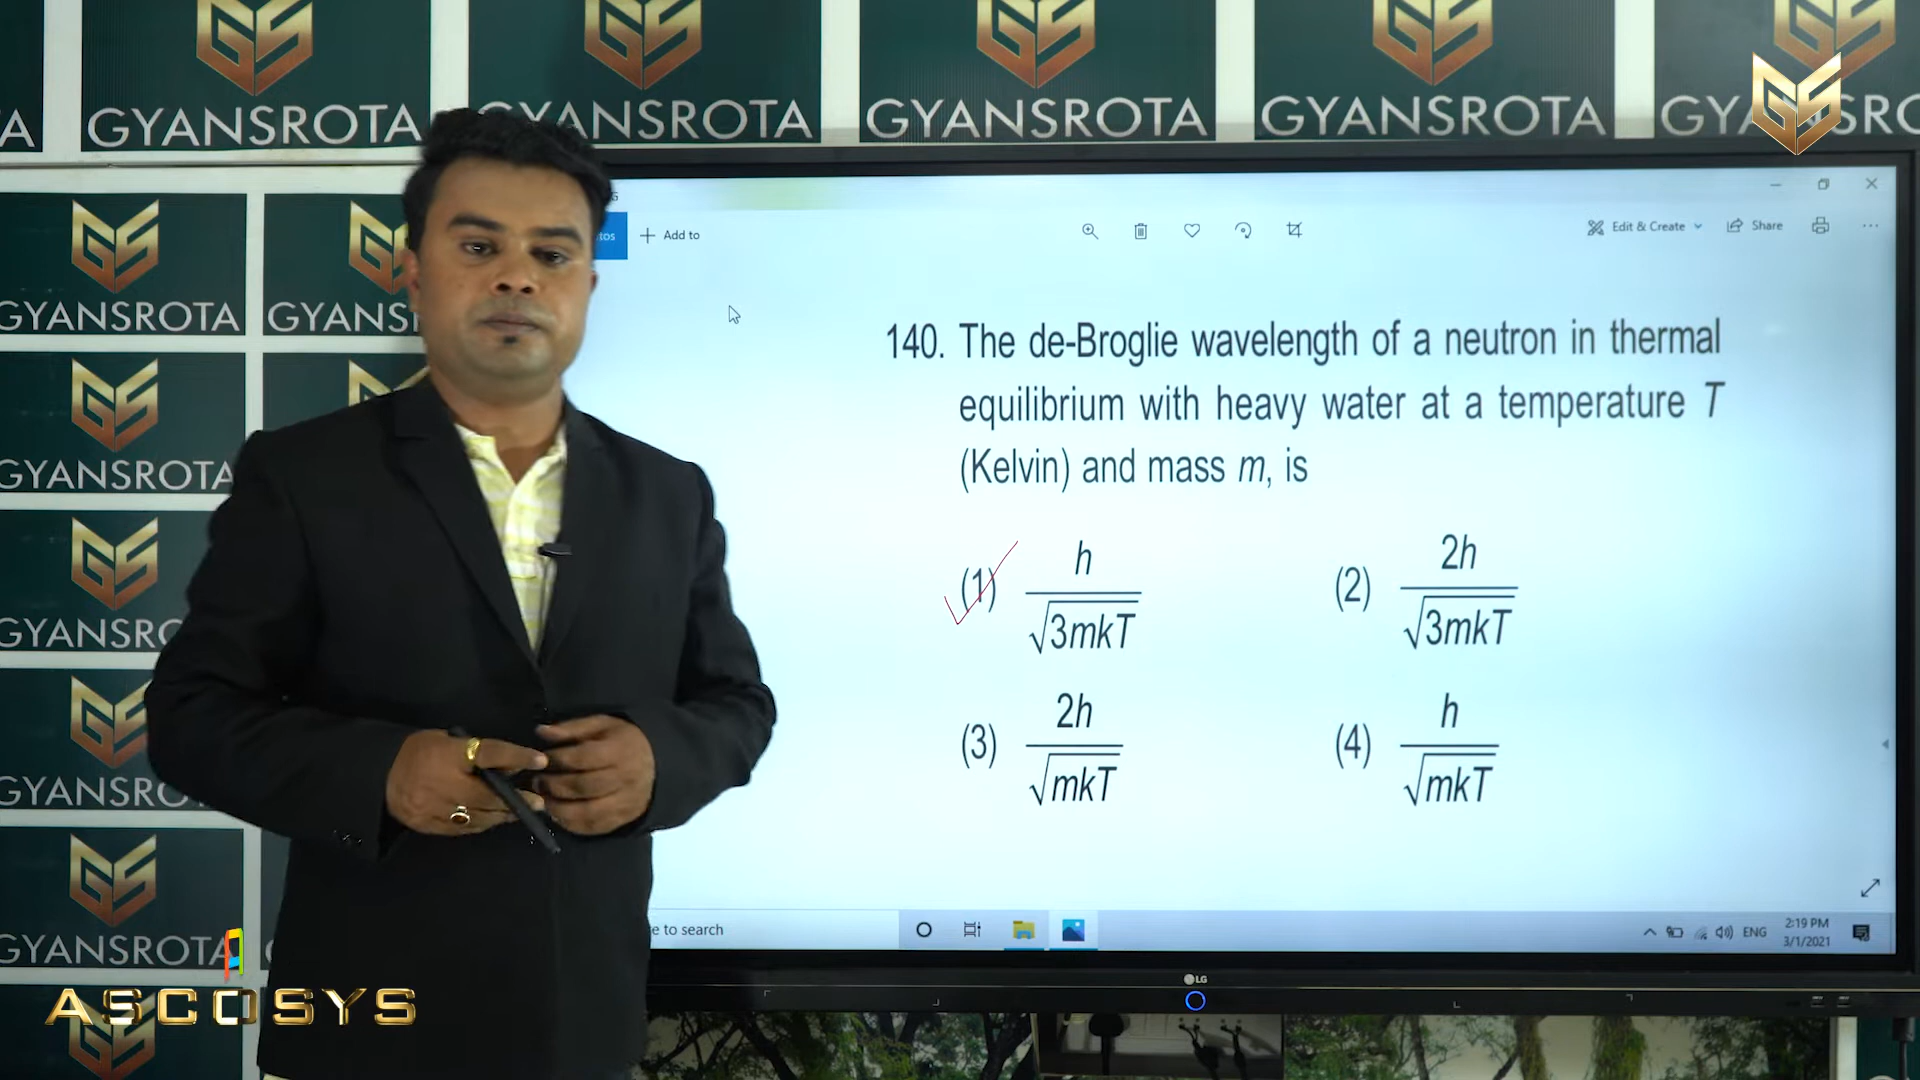 GYANSROTA
GYANSROTA
GYANSROTA
GYANSROTA
GYANSROTA
GYANSROTA
GYANSROTA
GYANSROTA
Add to
Edit & Create
Share
140. The de-Broglie wavelength of a neutron in thermal
equilibrium with heavy water at a temperature T
(Kelvin) and mass m, is
(1) h / √3mkT (2) 2h / √3mkT
(3) 2h / √mkT (4) h / √mkT
to search
ENG
2:19 PM
3/1/2021
LG
ASCOSYS